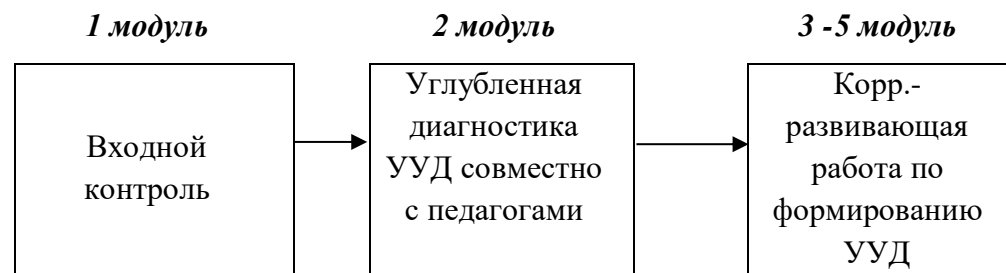 1 модуль
2 модуль
3 -5 модуль
Входной
контроль
Углубленная
диагностика
УУД совместно
с педагогами
Корр.-
развивающая
работа по
формированию
УУД